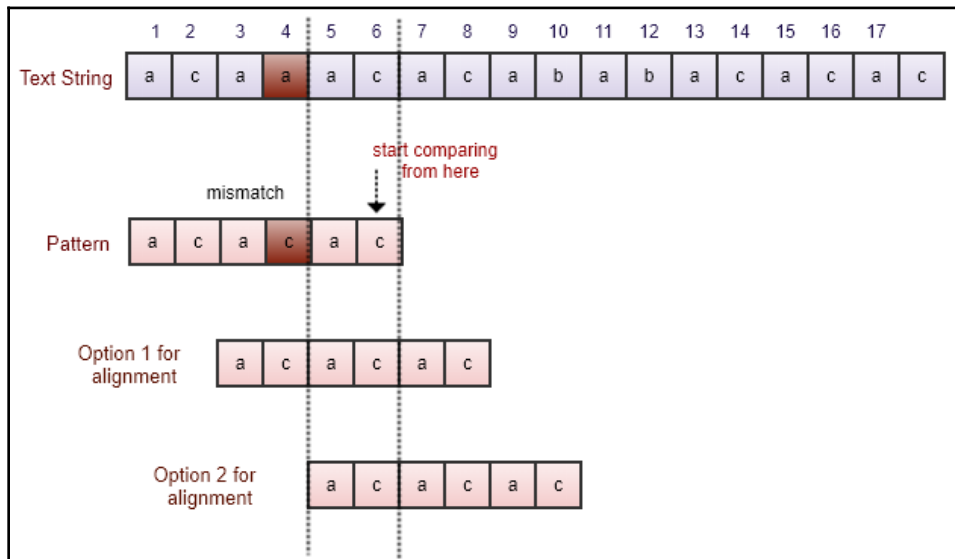 1 2 3 4 5 6 7 8 9 10 11 12 13 14 15 16 17
Text String a c a a a c a c a b a b a c a c a c
start comparing
from here
mismatch
Pattern a c a c a c
Option 1 for
alignment
a c a c a c
Option 2 for
alignment
a c a c a c